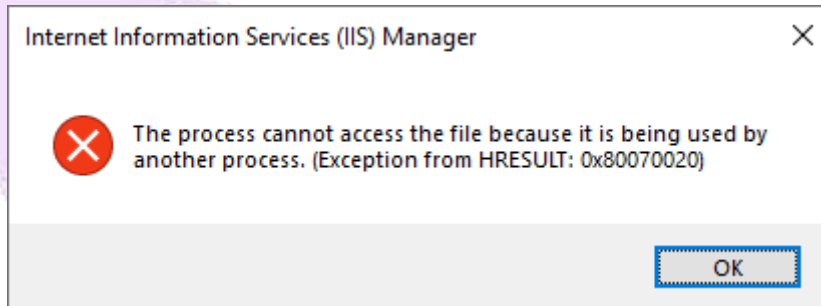 Internet Information Services (IIS) Manager
The process cannot access the file because it is being used by
another process. (Exception from HRESULT: 0x80070020)
OK